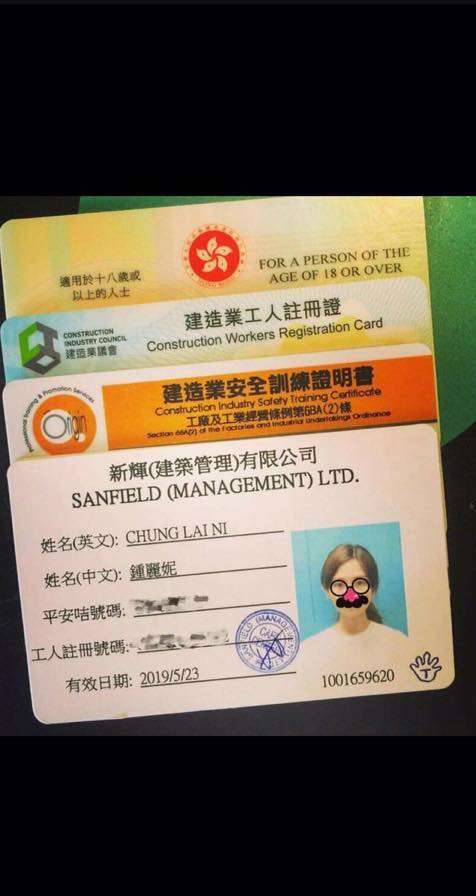 適用於十八歲或
以上的人士
FOR A PERSON OF THE
AGE OF 18 OR OVER
CONSTRUCTION
INDUSTRY COUNCIL
建造業議會
建造業工人註冊證
Construction Workers Registration Card
Professional Training & Promotion Services
Origin
建造業安全訓練證明書
Construction Industry Safety Training Certificate
工廠及工業經營條例第6BA(2)條
Section 6BA(2) of the Factories and Industrial Undertakings Ordinance
新輝(建築管理)有限公司
SANFIELD (MANAGEMENT) LTD.
姓名(英文): CHUNG LAI NI
姓名(中文): 鍾麗妮
平安咭號碼:
工人註冊號碼:
有效日期: 2019/5/23
SANFIELD (MANAGEMENT)
1001659620
T